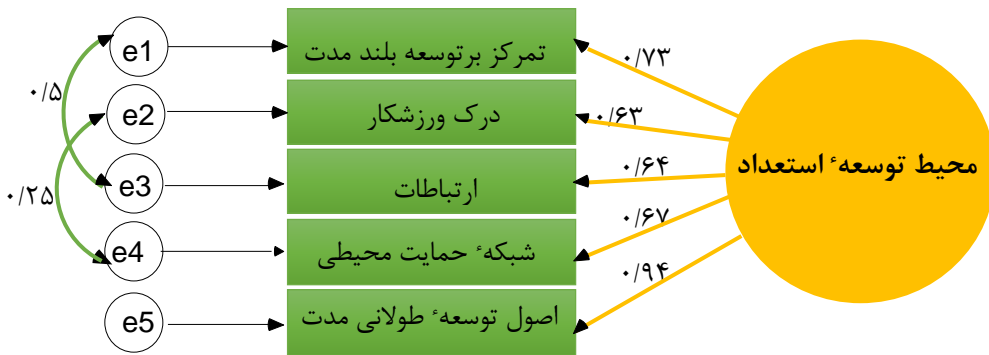 e1
تمرکز برتوسعه بلند مدت
۰/۷۳
۰/۵
e2
درک ورزشکار
۰/۶۳
محیط توسعهٔ استعداد
e3
ارتباطات
۰/۶۴
۰/۲۵
e4
شبکهٔ حمایت محیطی
۰/۶۷
e5
اصول توسعهٔ طولانی مدت
۰/۹۴